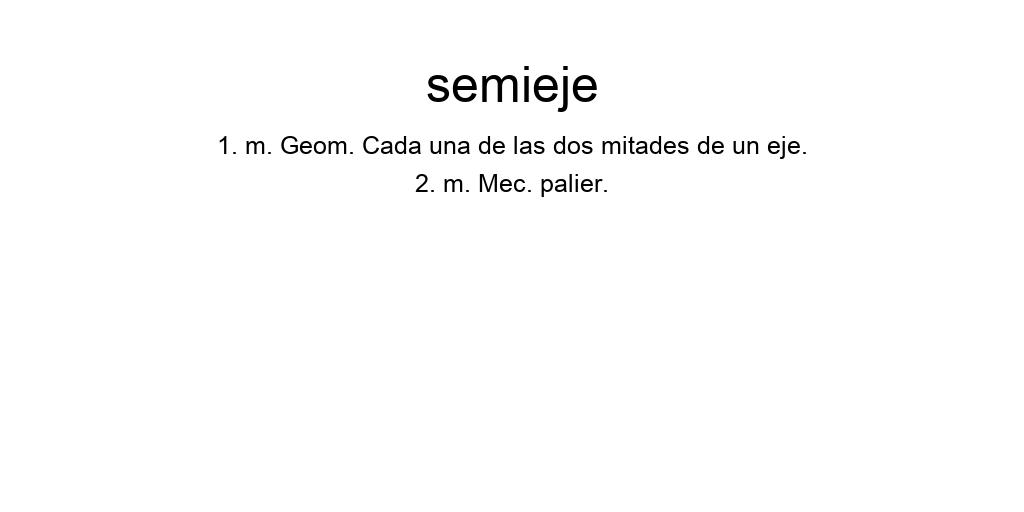 semieje
1. m. Geom. Cada una de las dos mitades de un eje.
2. m. Mec. palier.